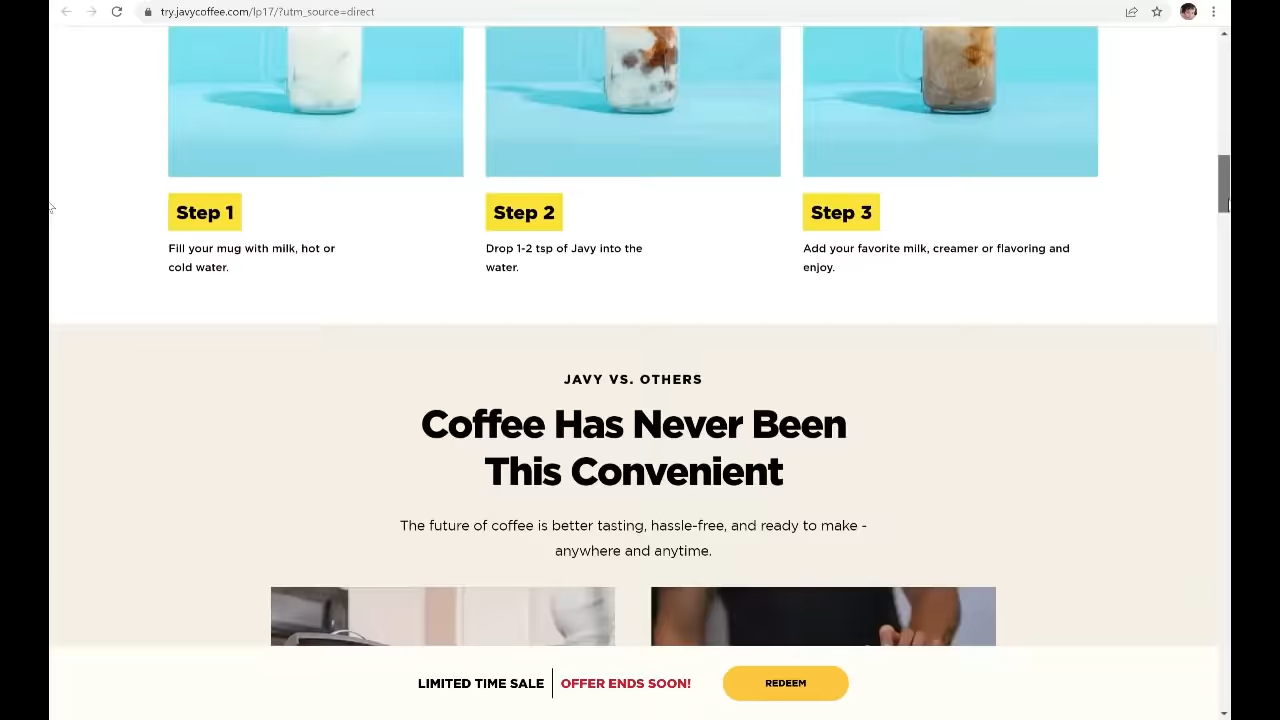 try.javycoffee.com/lp17/?utm_source=direct
Step 1
Fill your mug with milk, hot or
cold water.
Step 2
Drop 1-2 tsp of Javy into the
water.
Step 3
Add your favorite milk, creamer or flavoring and
enjoy.
JAVY VS. OTHERS
Coffee Has Never Been
This Convenient
The future of coffee is better tasting, hassle-free, and ready to make -
anywhere and anytime.
LIMITED TIME SALE
OFFER ENDS SOON!
REDEEM